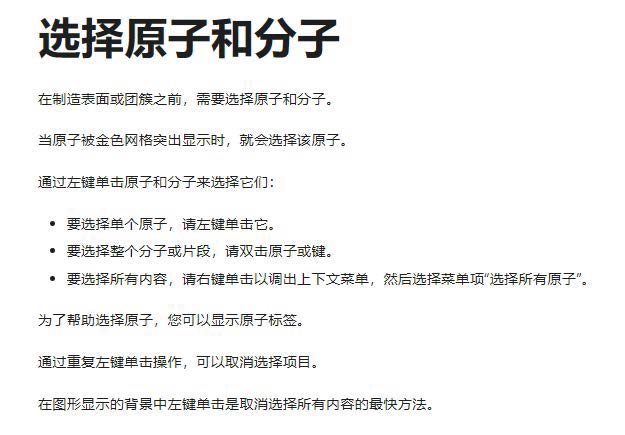 选择原子和分子
在制造表面或团簇之前，需要选择原子和分子。
当原子被金色网格突出显示时，就会选择该原子。
通过左键单击原子和分子来选择它们：
• 要选择单个原子，请左键单击它。
• 要选择整个分子或片段，请双击原子或键。
• 要选择所有内容，请右键单击以调出上下文菜单，然后选择菜单项“选择所有原子”。
为了帮助选择原子，您可以显示原子标签。
通过重复左键单击操作，可以取消选择项目。
在图形显示的背景中左键单击是取消选择所有内容的最快方法。